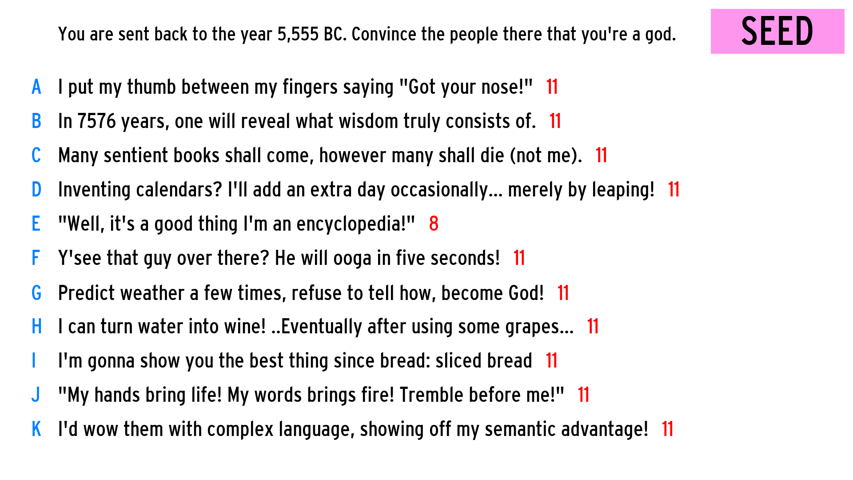 You are sent back to the year 5,555 BC. Convince the people there that you're a god. SEED
A I put my thumb between my fingers saying "Got your nose!" 11
B In 7576 years, one will reveal what wisdom truly consists of. 11
C Many sentient books shall come, however many shall die (not me). 11
D Inventing calendars? I'll add an extra day occasionally... merely by leaping! 11
E "Well, it's a good thing I'm an encyclopedia!" 8
F Y'see that guy over there? He will ooga in five seconds! 11
G Predict weather a few times, refuse to tell how, become God! 11
H I can turn water into wine! ..Eventually after using some grapes... 11
I I'm gonna show you the best thing since bread: sliced bread 11
J "My hands bring life! My words brings fire! Tremble before me!" 11
K I'd wow them with complex language, showing off my semantic advantage! 11